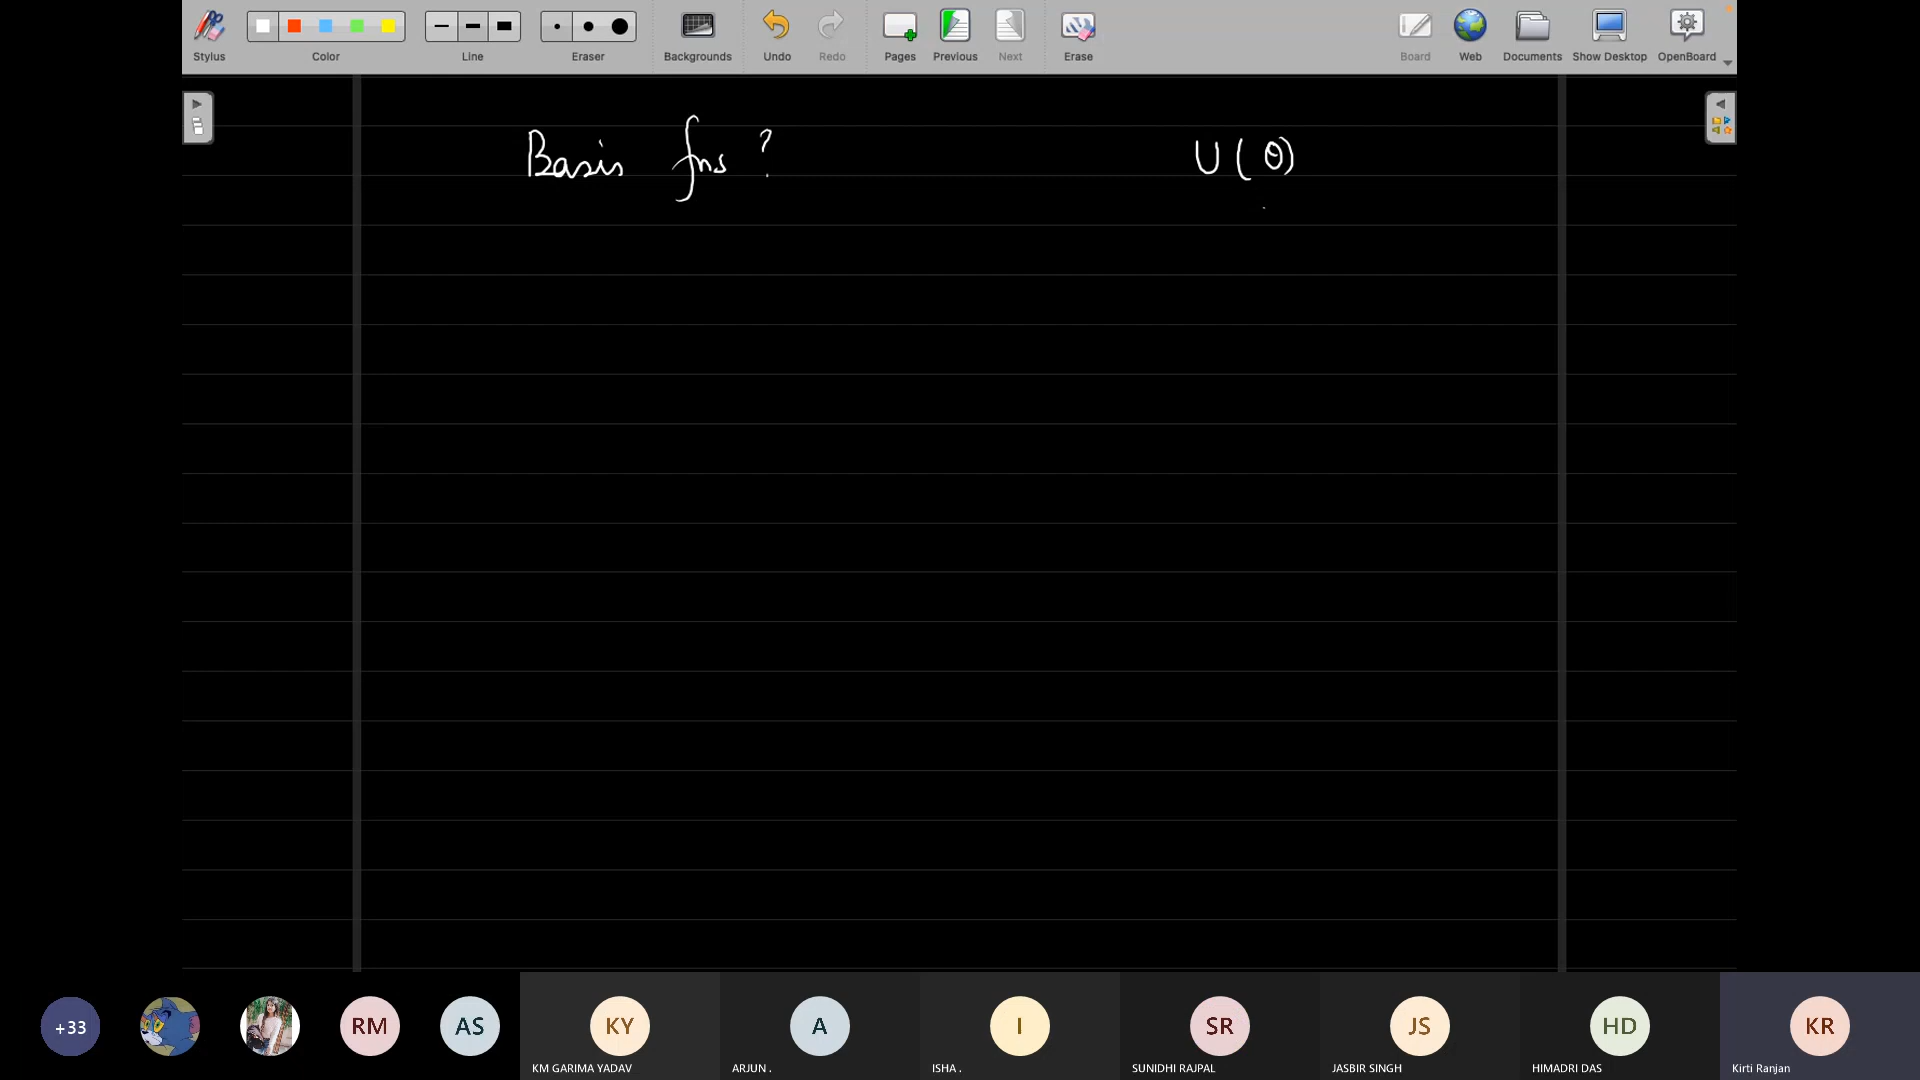 Stylus Color Line Eraser Backgrounds Undo Redo Pages Previous Next Erase Board Web Documents Show Desktop OpenBoard
Basis fns ? U(θ)
+33 RM AS KY A I SR JS HD KR
KM GARIMA YADAV ARJUN . ISHA . SUNIDHI RAJPAL JASBIR SINGH HIMADRI DAS Kirti Ranjan